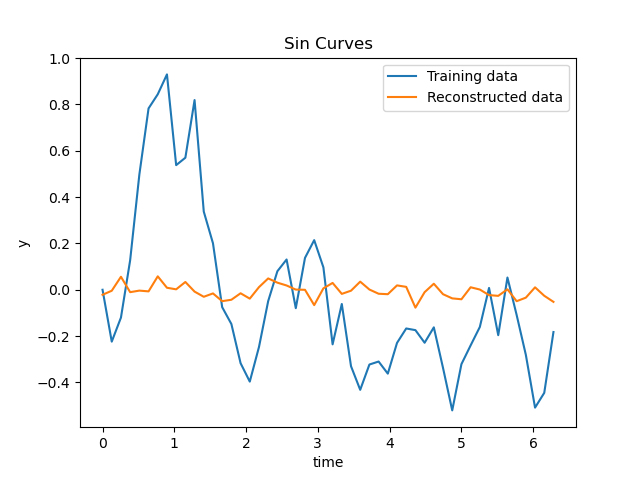 Sin Curves
Training data
Reconstructed data
1.0
0.8
0.6
0.4
0.2
0.0
−0.2
−0.4
y
0 1 2 3 4 5 6
time